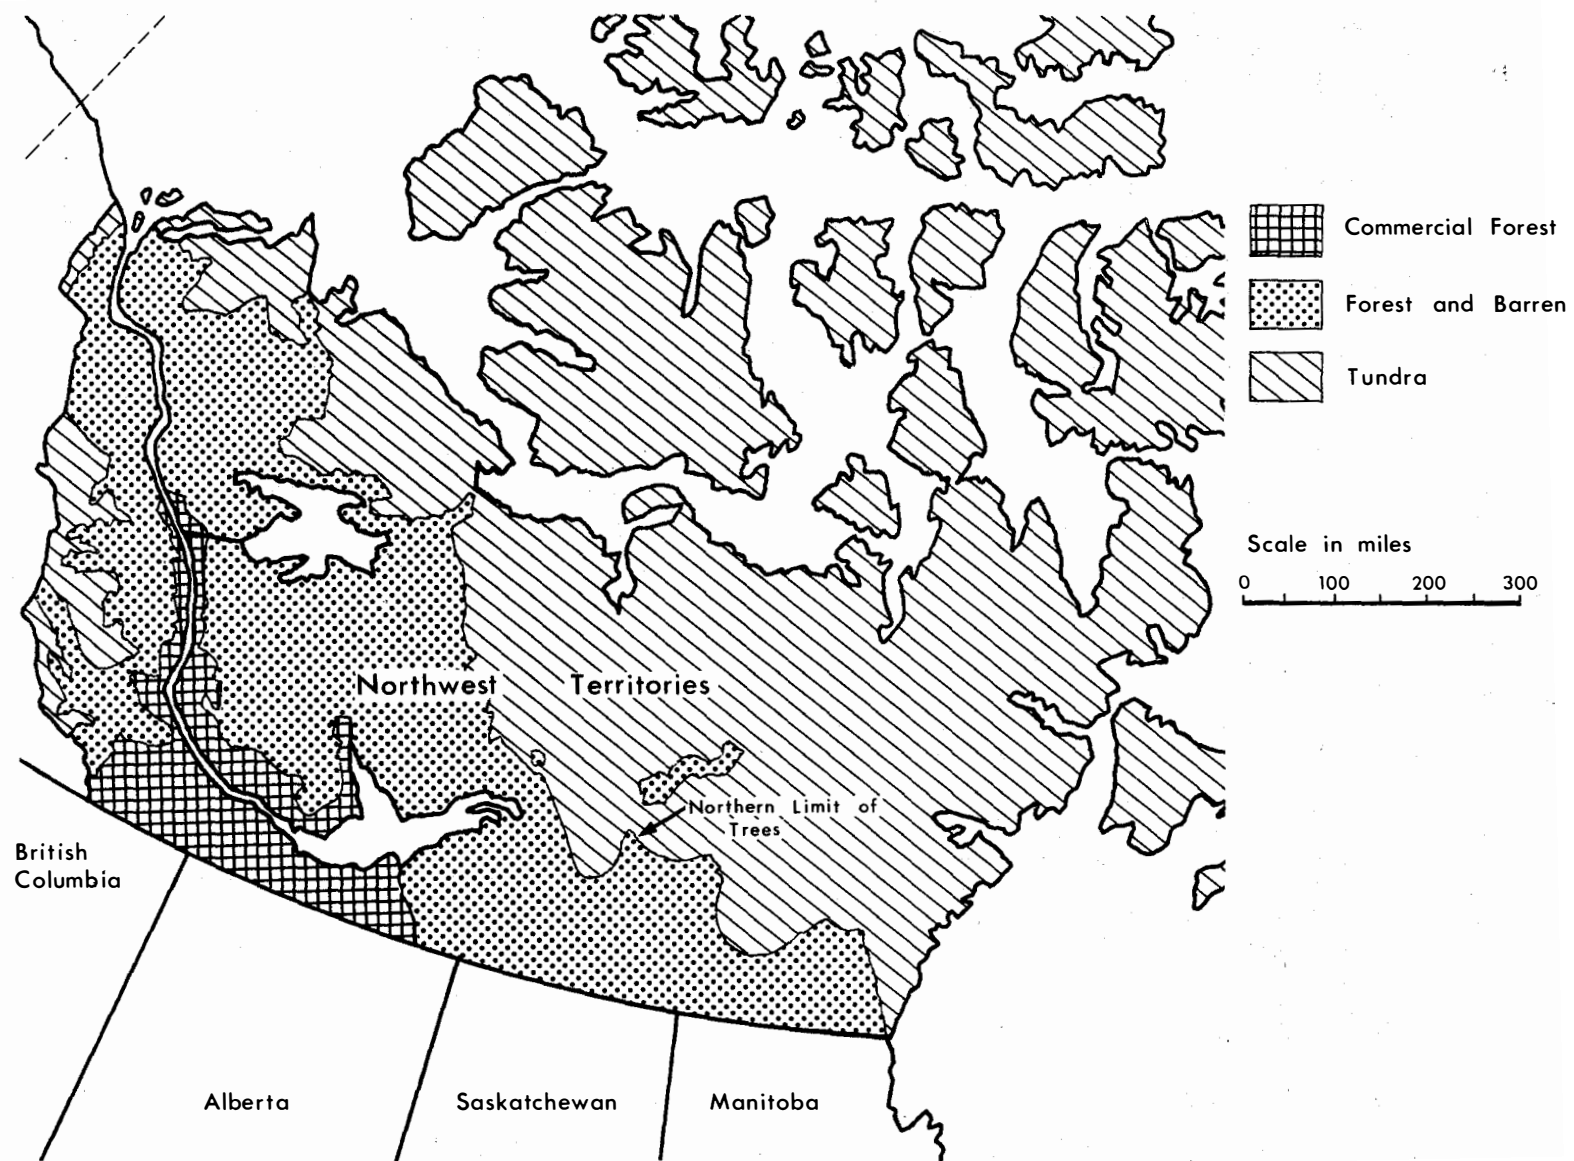 Commercial Forest
Forest and Barren
Tundra
Scale in miles
0 100 200 300
Northwest Territories
Northern Limit of
Trees
British
Columbia
Alberta
Saskatchewan
Manitoba